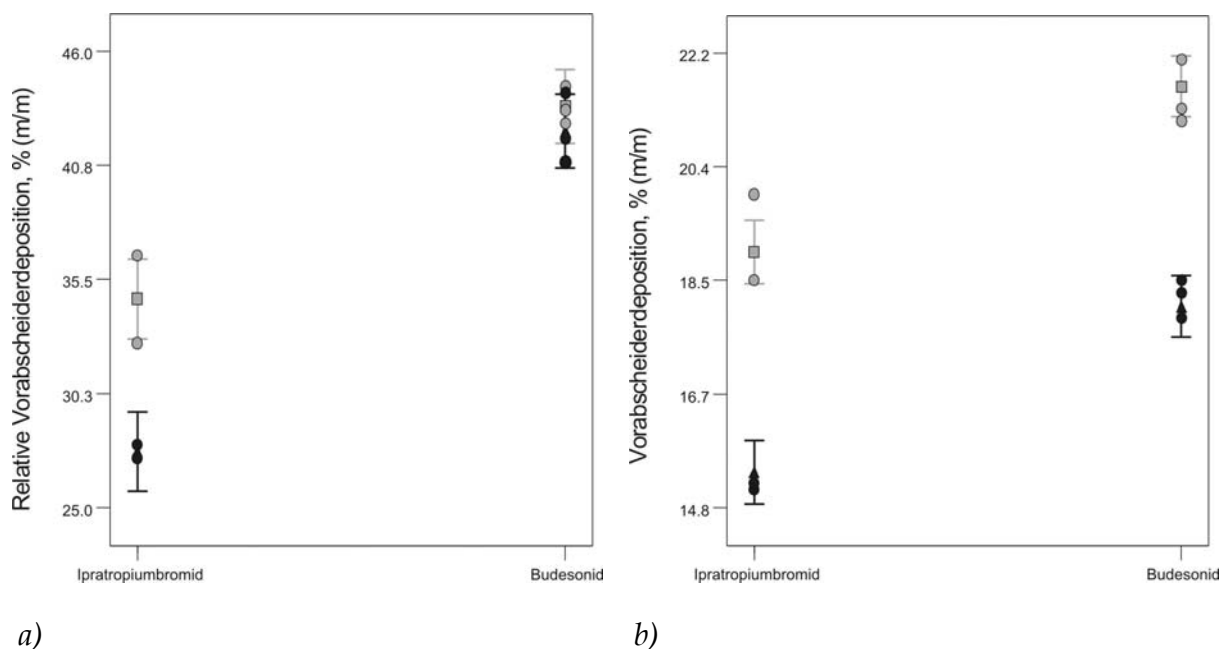 Relative Vorabscheiderdeposition, % (m/m)
46.0
40.8
35.5
30.3
25.0
Ipratropiumbromid
Budesonid
a)
Vorabscheiderdeposition, % (m/m)
22.2
20.4
18.5
16.7
14.8
Ipratropiumbromid
Budesonid
b)